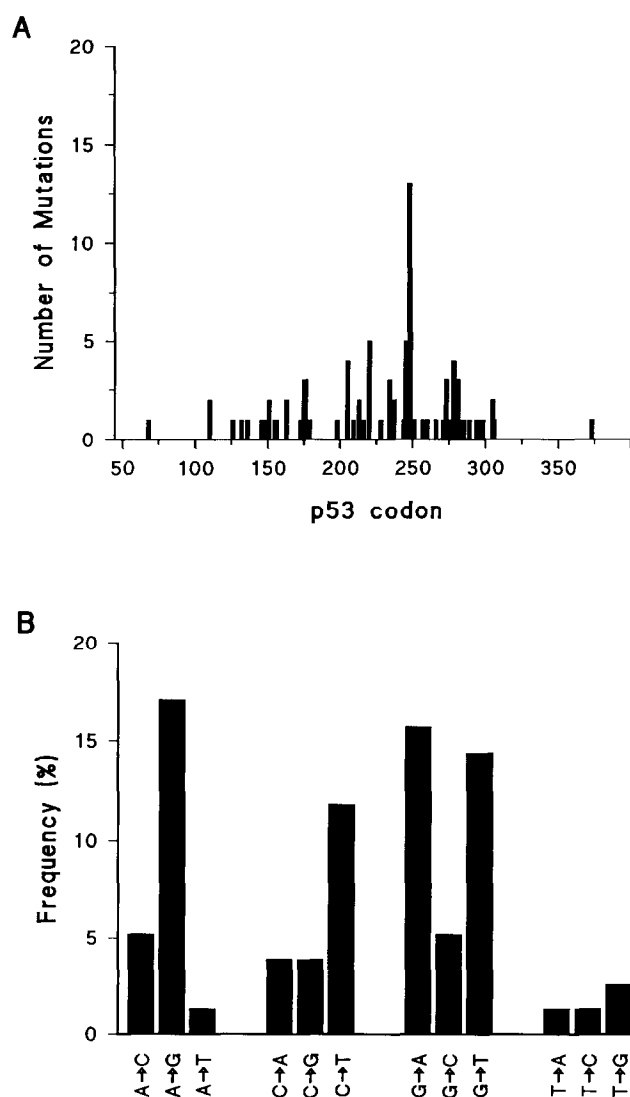 A
20
15
10
5
0
Number of Mutations
50 100 150 200 250 300 350
p53 codon
B
20
15
10
5
0
Frequency (%)
A→C A→G A→T C→A C→G C→T G→A G→C G→T T→A T→C T→G